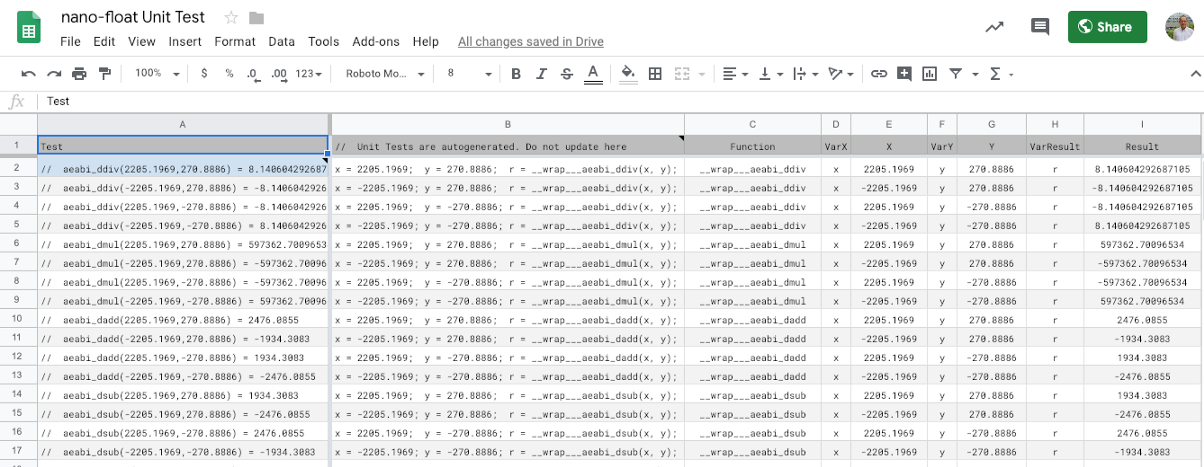 nano-float Unit Test
File Edit View Insert Format Data Tools Add-ons Help All changes saved in Drive
Share
100% $ % .0 .00 123 Roboto Mo... 8 B I S A
fx Test
A B C D E F G H I
1 Test // Unit Tests are autogenerated. Do not update here Function VarX X VarY Y VarResult Result
2 // aeabi_ddiv(2205.1969,270.8886) = 8.140604292687 x = 2205.1969; y = 270.8886; r = __wrap___aeabi_ddiv(x, y); __wrap___aeabi_ddiv x 2205.1969 y 270.8886 r 8.140604292687105
3 // aeabi_ddiv(-2205.1969,270.8886) = -8.1406042926 x = -2205.1969; y = 270.8886; r = __wrap___aeabi_ddiv(x, y); __wrap___aeabi_ddiv x -2205.1969 y 270.8886 r -8.140604292687105
4 // aeabi_ddiv(2205.1969,-270.8886) = -8.1406042926 x = 2205.1969; y = -270.8886; r = __wrap___aeabi_ddiv(x, y); __wrap___aeabi_ddiv x 2205.1969 y -270.8886 r -8.140604292687105
5 // aeabi_ddiv(-2205.1969,-270.8886) = 8.1406042926 x = -2205.1969; y = -270.8886; r = __wrap___aeabi_ddiv(x, y); __wrap___aeabi_ddiv x -2205.1969 y -270.8886 r 8.140604292687105
6 // aeabi_dmul(2205.1969,270.8886) = 597362.7009653 x = 2205.1969; y = 270.8886; r = __wrap___aeabi_dmul(x, y); __wrap___aeabi_dmul x 2205.1969 y 270.8886 r 597362.70096534
7 // aeabi_dmul(-2205.1969,270.8886) = -597362.70096 x = -2205.1969; y = 270.8886; r = __wrap___aeabi_dmul(x, y); __wrap___aeabi_dmul x -2205.1969 y 270.8886 r -597362.70096534
8 // aeabi_dmul(2205.1969,-270.8886) = -597362.70096 x = 2205.1969; y = -270.8886; r = __wrap___aeabi_dmul(x, y); __wrap___aeabi_dmul x 2205.1969 y -270.8886 r -597362.70096534
9 // aeabi_dmul(-2205.1969,-270.8886) = 597362.70096 x = -2205.1969; y = -270.8886; r = __wrap___aeabi_dmul(x, y); __wrap___aeabi_dmul x -2205.1969 y -270.8886 r 597362.70096534
10 // aeabi_dadd(2205.1969,270.8886) = 2476.0855 x = 2205.1969; y = 270.8886; r = __wrap___aeabi_dadd(x, y); __wrap___aeabi_dadd x 2205.1969 y 270.8886 r 2476.0855
11 // aeabi_dadd(-2205.1969,270.8886) = -1934.3083 x = -2205.1969; y = 270.8886; r = __wrap___aeabi_dadd(x, y); __wrap___aeabi_dadd x -2205.1969 y 270.8886 r -1934.3083
12 // aeabi_dadd(2205.1969,-270.8886) = 1934.3083 x = 2205.1969; y = -270.8886; r = __wrap___aeabi_dadd(x, y); __wrap___aeabi_dadd x 2205.1969 y -270.8886 r 1934.3083
13 // aeabi_dadd(-2205.1969,-270.8886) = -2476.0855 x = -2205.1969; y = -270.8886; r = __wrap___aeabi_dadd(x, y); __wrap___aeabi_dadd x -2205.1969 y -270.8886 r -2476.0855
14 // aeabi_dsub(2205.1969,270.8886) = 1934.3083 x = 2205.1969; y = 270.8886; r = __wrap___aeabi_dsub(x, y); __wrap___aeabi_dsub x 2205.1969 y 270.8886 r 1934.3083
15 // aeabi_dsub(-2205.1969,270.8886) = -2476.0855 x = -2205.1969; y = 270.8886; r = __wrap___aeabi_dsub(x, y); __wrap___aeabi_dsub x -2205.1969 y 270.8886 r -2476.0855
16 // aeabi_dsub(2205.1969,-270.8886) = 2476.0855 x = 2205.1969; y = -270.8886; r = __wrap___aeabi_dsub(x, y); __wrap___aeabi_dsub x 2205.1969 y -270.8886 r 2476.0855
17 // aeabi_dsub(-2205.1969,-270.8886) = -1934.3083 x = -2205.1969; y = -270.8886; r = __wrap___aeabi_dsub(x, y); __wrap___aeabi_dsub x -2205.1969 y -270.8886 r -1934.3083